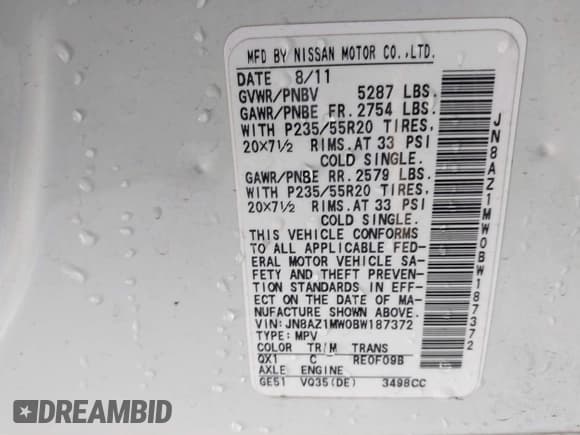 MFD BY NISSAN MOTOR CO.,LTD.
DATE 8/11
GVWR/PNBV 5287 LBS.
GAWR/PNBE FR. 2754 LBS.
WITH P235/55R20 TIRES,
20×7½ RIMS.AT 33 PSI
COLD SINGLE.
GAWR/PNBE RR. 2579 LBS.
WITH P235/55R20 TIRES,
20×7½ RIMS.AT 33 PSI
COLD SINGLE.
THIS VEHICLE CONFORMS
TO ALL APPLICABLE FED-
ERAL MOTOR VEHICLE SA-
FETY AND THEFT PREVEN-
TION STANDARDS IN EFF-
ECT ON THE DATE OF MA-
NUFACTURE SHOWN ABOVE.
VIN: JN8AZ1MW0BW187372
TYPE: MPV
COLOR TRIM TRANS
QX1 C RE0F09B
AXLE ENGINE
GE51 VQ35(DE) 3498CC
JN8AZ1MW0BW187372
DREAMBID